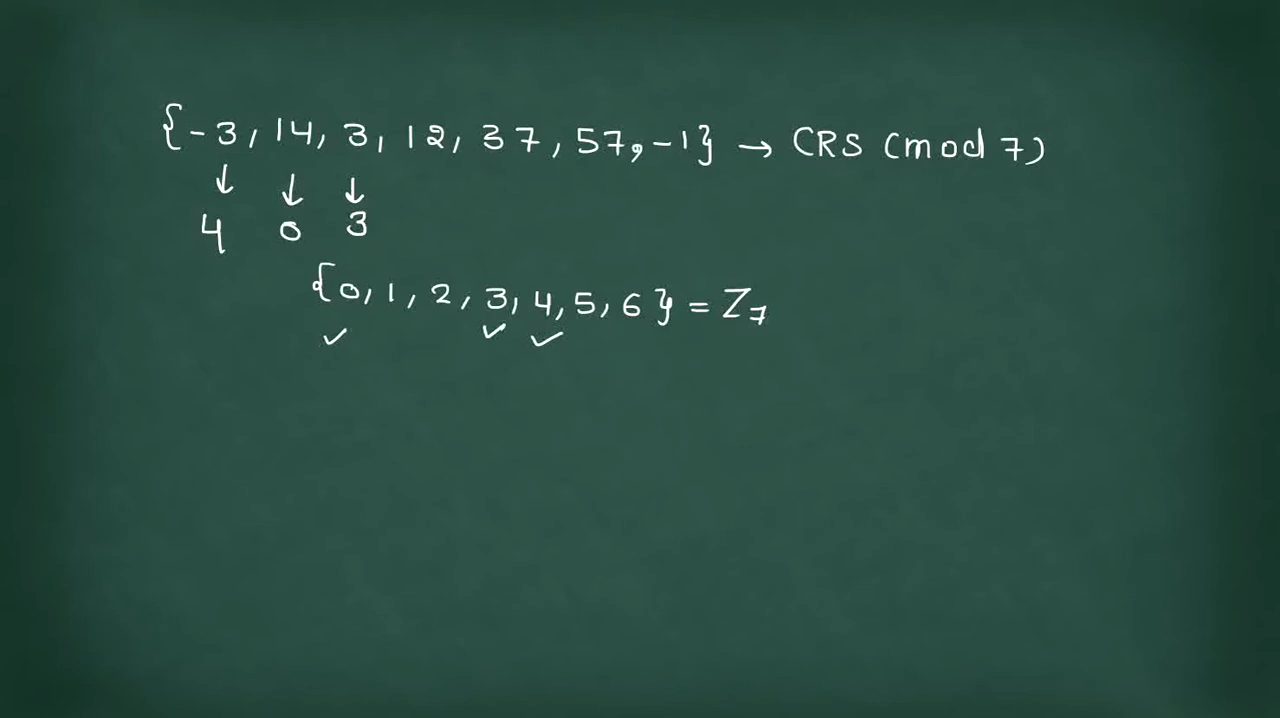 {-3, 14, 3, 12, 37, 57, -1} → CRS (mod 7)
↓ ↓ ↓
4 0 3
{0, 1, 2, 3, 4, 5, 6} = Z₇
✓ ✓ ✓